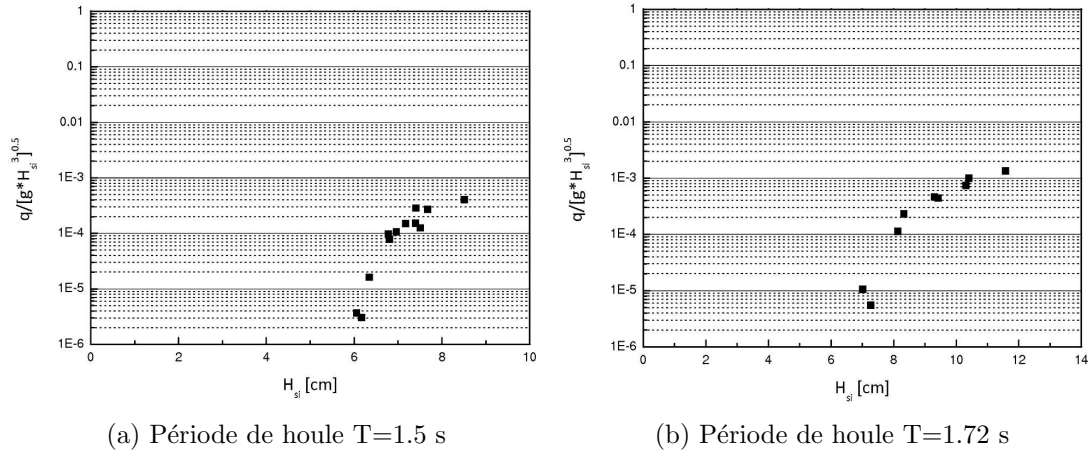 1
0.1
0.01
1E-3
1E-4
1E-5
1E-6
0 2 4 6 8 10
q/[g*H_si^3]^0.5
H_si [cm]
(a) Période de houle T=1.5 s
1
0.1
0.01
1E-3
1E-4
1E-5
1E-6
0 2 4 6 8 10 12 14
q/[g*H_si^3]^0.5
H_si [cm]
(b) Période de houle T=1.72 s